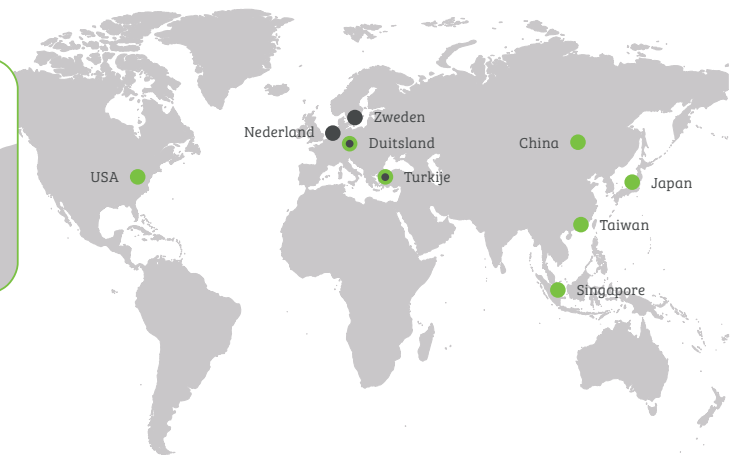 Zweden
Nederland
Duitsland
China
USA
Turkije
Japan
Taiwan
Singapore